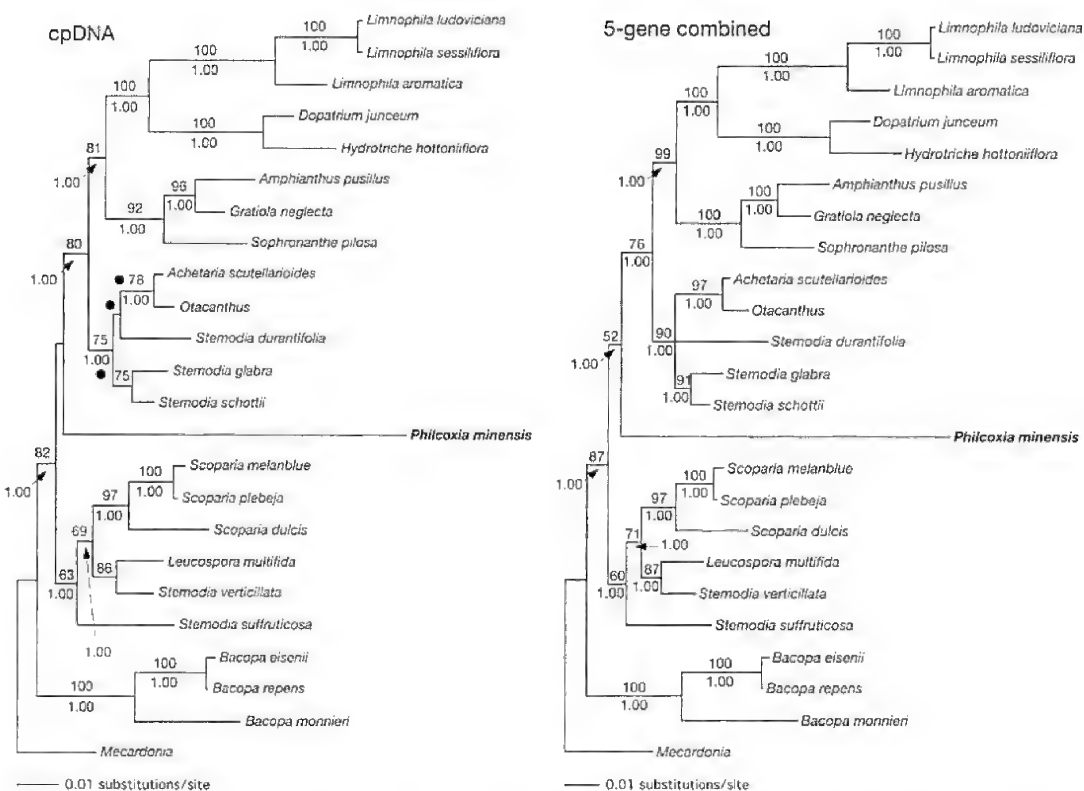 cpDNA
Limnophila ludoviciana
100
1.00
Limnophila sessiliflora
100
1.00
Limnophila aromatica
100
1.00
Dopatrium junceum
100
1.00
Hydrotriche hottoniiflora
81
1.00
Amphianthus pusillus
96
1.00
Gratiola neglecta
92
1.00
Sophronanthe pilosa
80
1.00
Achetaria scutellarioides
78
1.00
Otacanthus
Stemodia durantifolia
75
1.00
Stemodia glabra
75
Stemodia schottii
Philcoxia minensis
82
1.00
Scoparia melanblue
100
1.00
Scoparia plebeja
97
1.00
Scoparia dulcis
69
Leucospora multifida
86
Stemodia verticillata
63
1.00
Stemodia suffruticosa
1.00
Bacopa eisenii
100
1.00
Bacopa repens
100
1.00
Bacopa monnieri
Mecardonia
0.01 substitutions/site
5-gene combined
Limnophila ludoviciana
100
1.00
Limnophila sessiliflora
100
1.00
Limnophila aromatica
100
1.00
Dopatrium junceum
100
1.00
Hydrotriche hottoniiflora
99
1.00
Amphianthus pusillus
100
1.00
Gratiola neglecta
100
1.00
Sophronanthe pilosa
76
1.00
Achetaria scutellarioides
97
1.00
Otacanthus
90
1.00
Stemodia durantifolia
52
1.00
Stemodia glabra
91
1.00
Stemodia schottii
Philcoxia minensis
87
1.00
Scoparia melanblue
100
1.00
Scoparia plebeja
97
1.00
Scoparia dulcis
71
1.00
Leucospora multifida
87
1.00
Stemodia verticillata
60
1.00
Stemodia suffruticosa
Bacopa eisenii
100
1.00
Bacopa repens
100
1.00
Bacopa monnieri
Mecardonia
0.01 substitutions/site